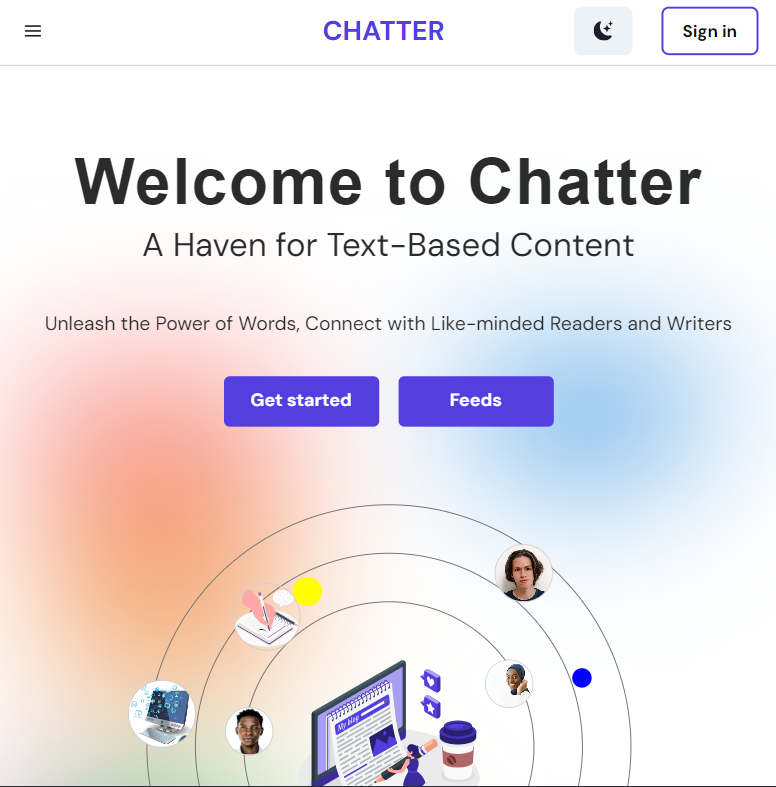 CHATTER
Sign in
Welcome to Chatter
A Haven for Text-Based Content
Unleash the Power of Words, Connect with Like-minded Readers and Writers
Get started
Feeds
My blog